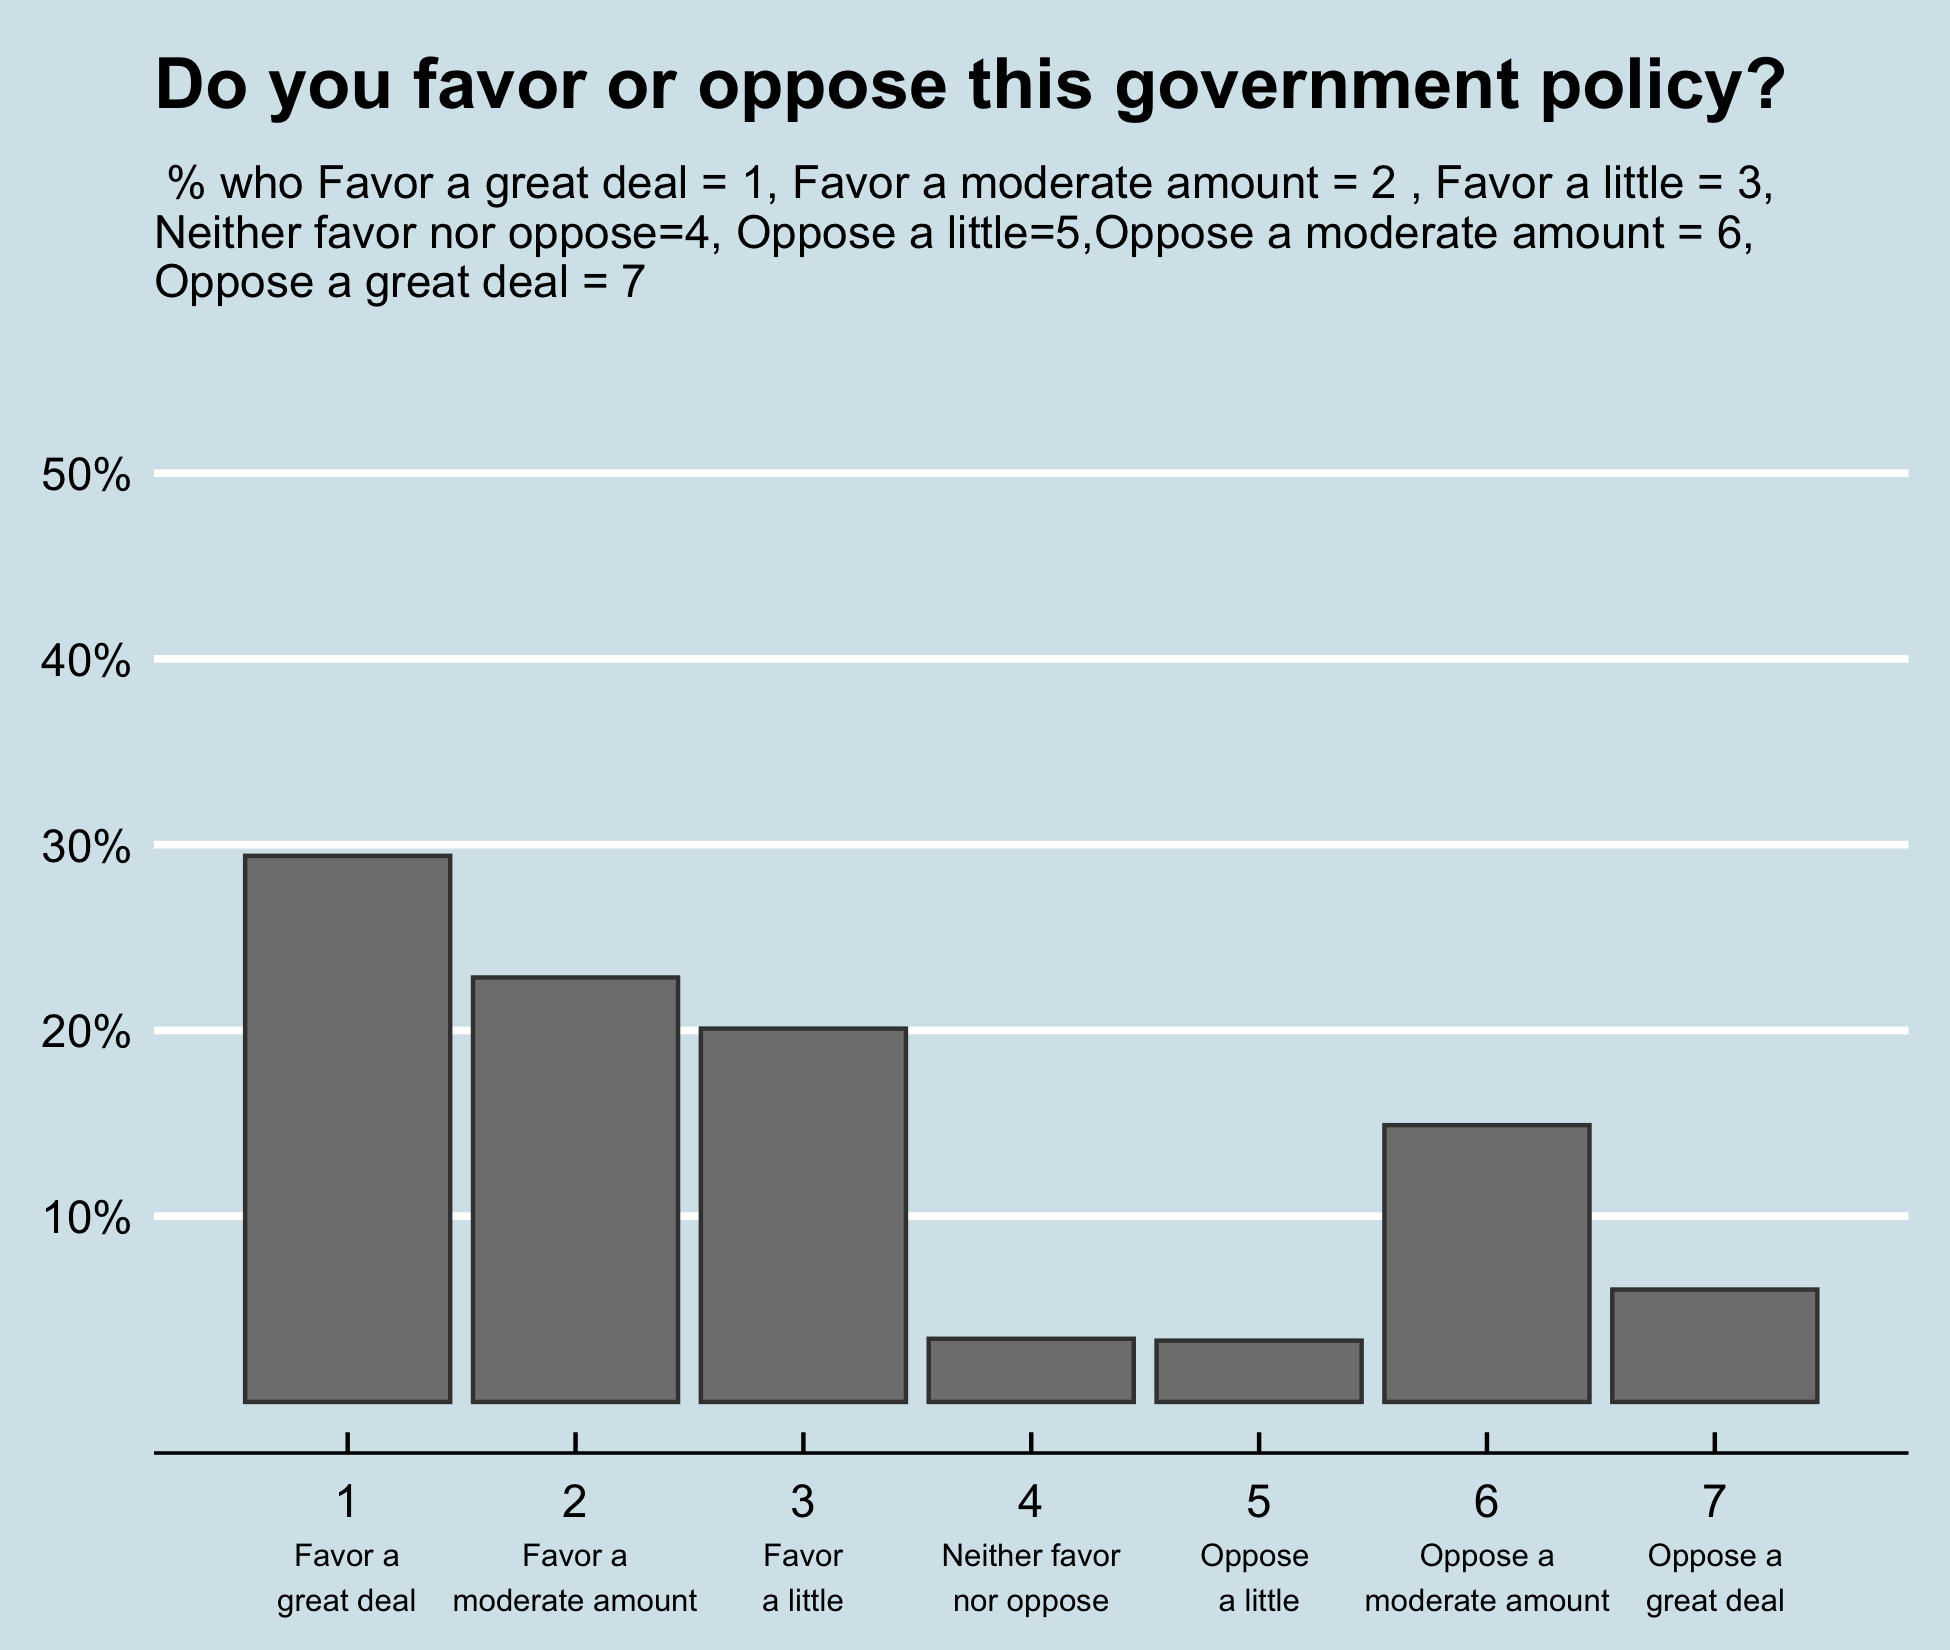 Do you favor or oppose this government policy?
% who Favor a great deal = 1, Favor a moderate amount = 2 , Favor a little = 3,
Neither favor nor oppose=4, Oppose a little=5,Oppose a moderate amount = 6,
Oppose a great deal = 7
50%
40%
30%
20%
10%
1 2 3 4 5 6 7
Favor a Favor a Favor Neither favor Oppose Oppose a Oppose a
great deal moderate amount a little nor oppose a little moderate amount great deal